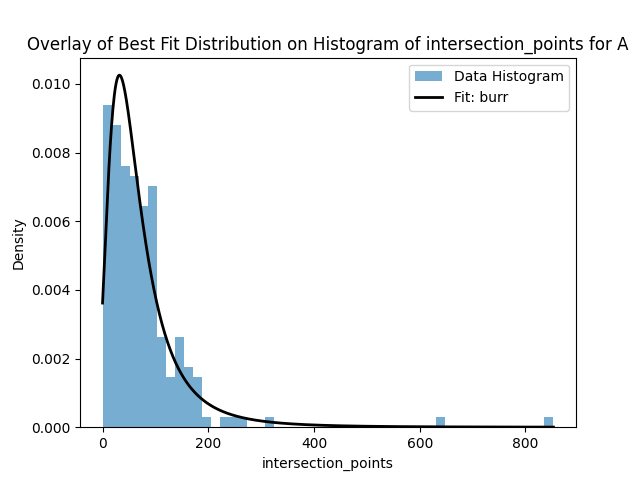 Overlay of Best Fit Distribution on Histogram of intersection_points for A
Data Histogram
Fit: burr
Density
0.010
0.008
0.006
0.004
0.002
0.000
0
200
400
600
800
intersection_points